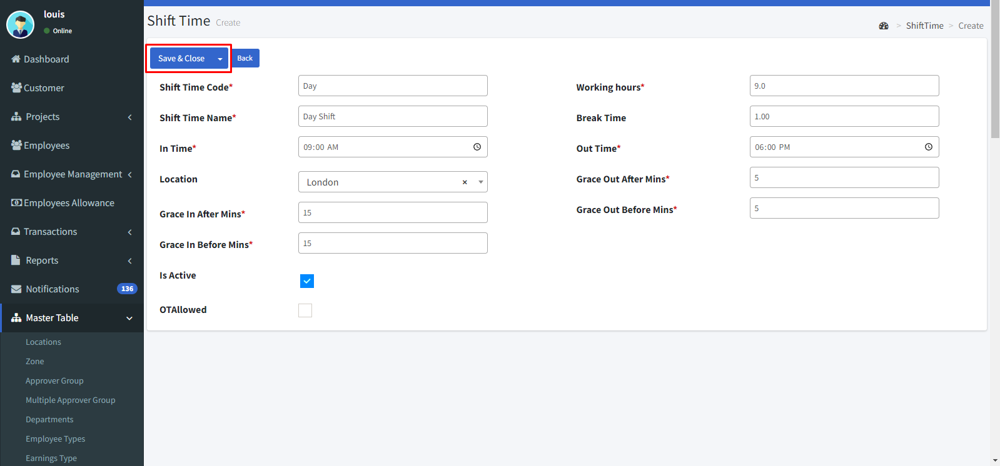 louis
Online
Dashboard
Customer
Projects
Employees
Employee Management
Employees Allowance
Transactions
Reports
Notifications 136
Master Table
Locations
Zone
Approver Group
Multiple Approver Group
Departments
Employee Types
Earnings Type
Shift Time Create
> ShiftTime > Create
Save & Close Back
Shift Time Code* Day
Shift Time Name* Day Shift
In Time* 09:00 AM
Location London ×
Grace In After Mins* 15
Grace In Before Mins* 15
Is Active
OTAllowed
Working hours* 9.0
Break Time 1.00
Out Time* 06:00 PM
Grace Out After Mins* 5
Grace Out Before Mins* 5